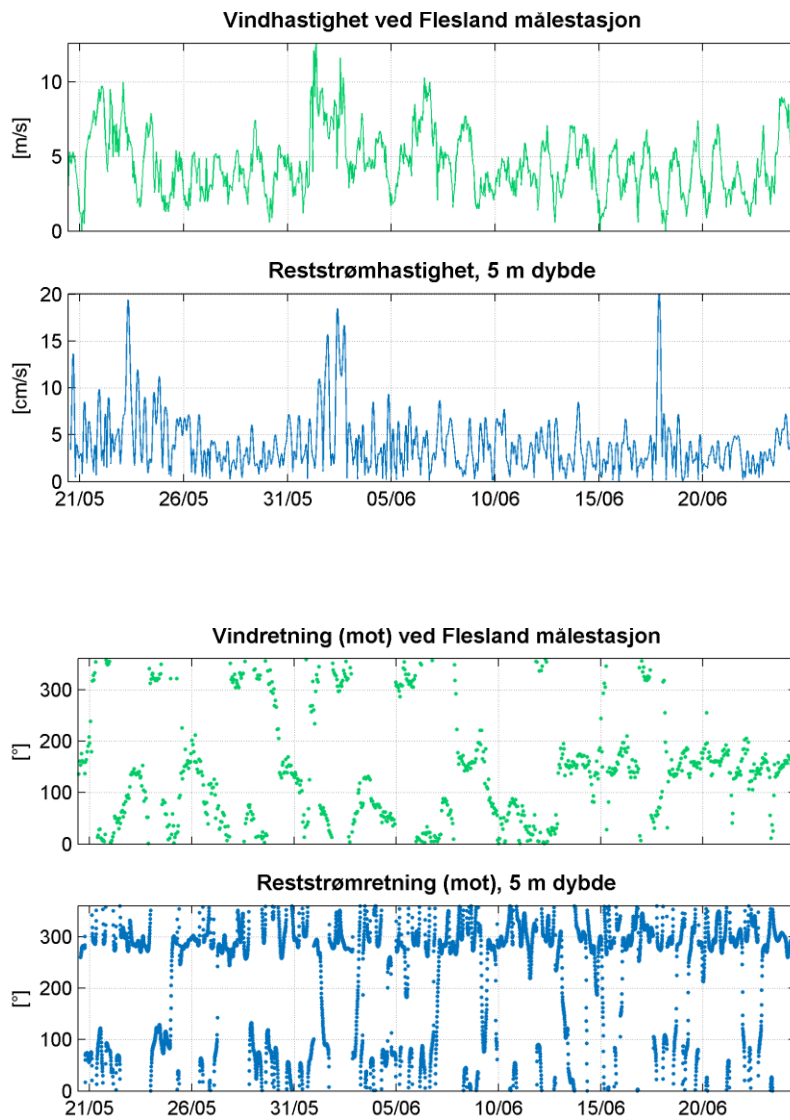 Vindhastighet ved Flesland målestasjon
10
5
0
[m/s]
Reststrømhastighet, 5 m dybde
20
15
10
5
0
[cm/s]
21/05 26/05 31/05 05/06 10/06 15/06 20/06
Vindretning (mot) ved Flesland målestasjon
300
200
100
0
[°]
Reststrømretning (mot), 5 m dybde
300
200
100
0
[°]
21/05 26/05 31/05 05/06 10/06 15/06 20/06